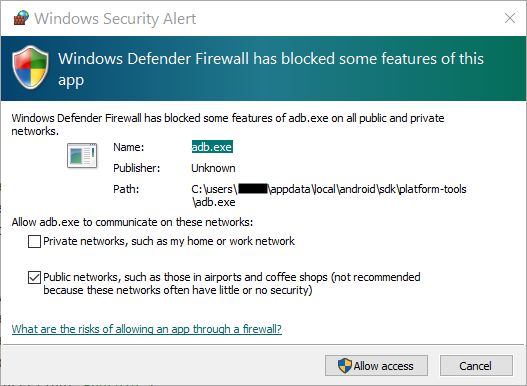 Windows Security Alert
Windows Defender Firewall has blocked some features of this
app
Windows Defender Firewall has blocked some features of adb.exe on all public and private
networks.
Name: adb.exe
Publisher: Unknown
Path: C:\users\ \appdata\local\android\sdk\platform-tools
\adb.exe
Allow adb.exe to communicate on these networks:
Private networks, such as my home or work network
Public networks, such as those in airports and coffee shops (not recommended
because these networks often have little or no security)
What are the risks of allowing an app through a firewall?
Allow access Cancel